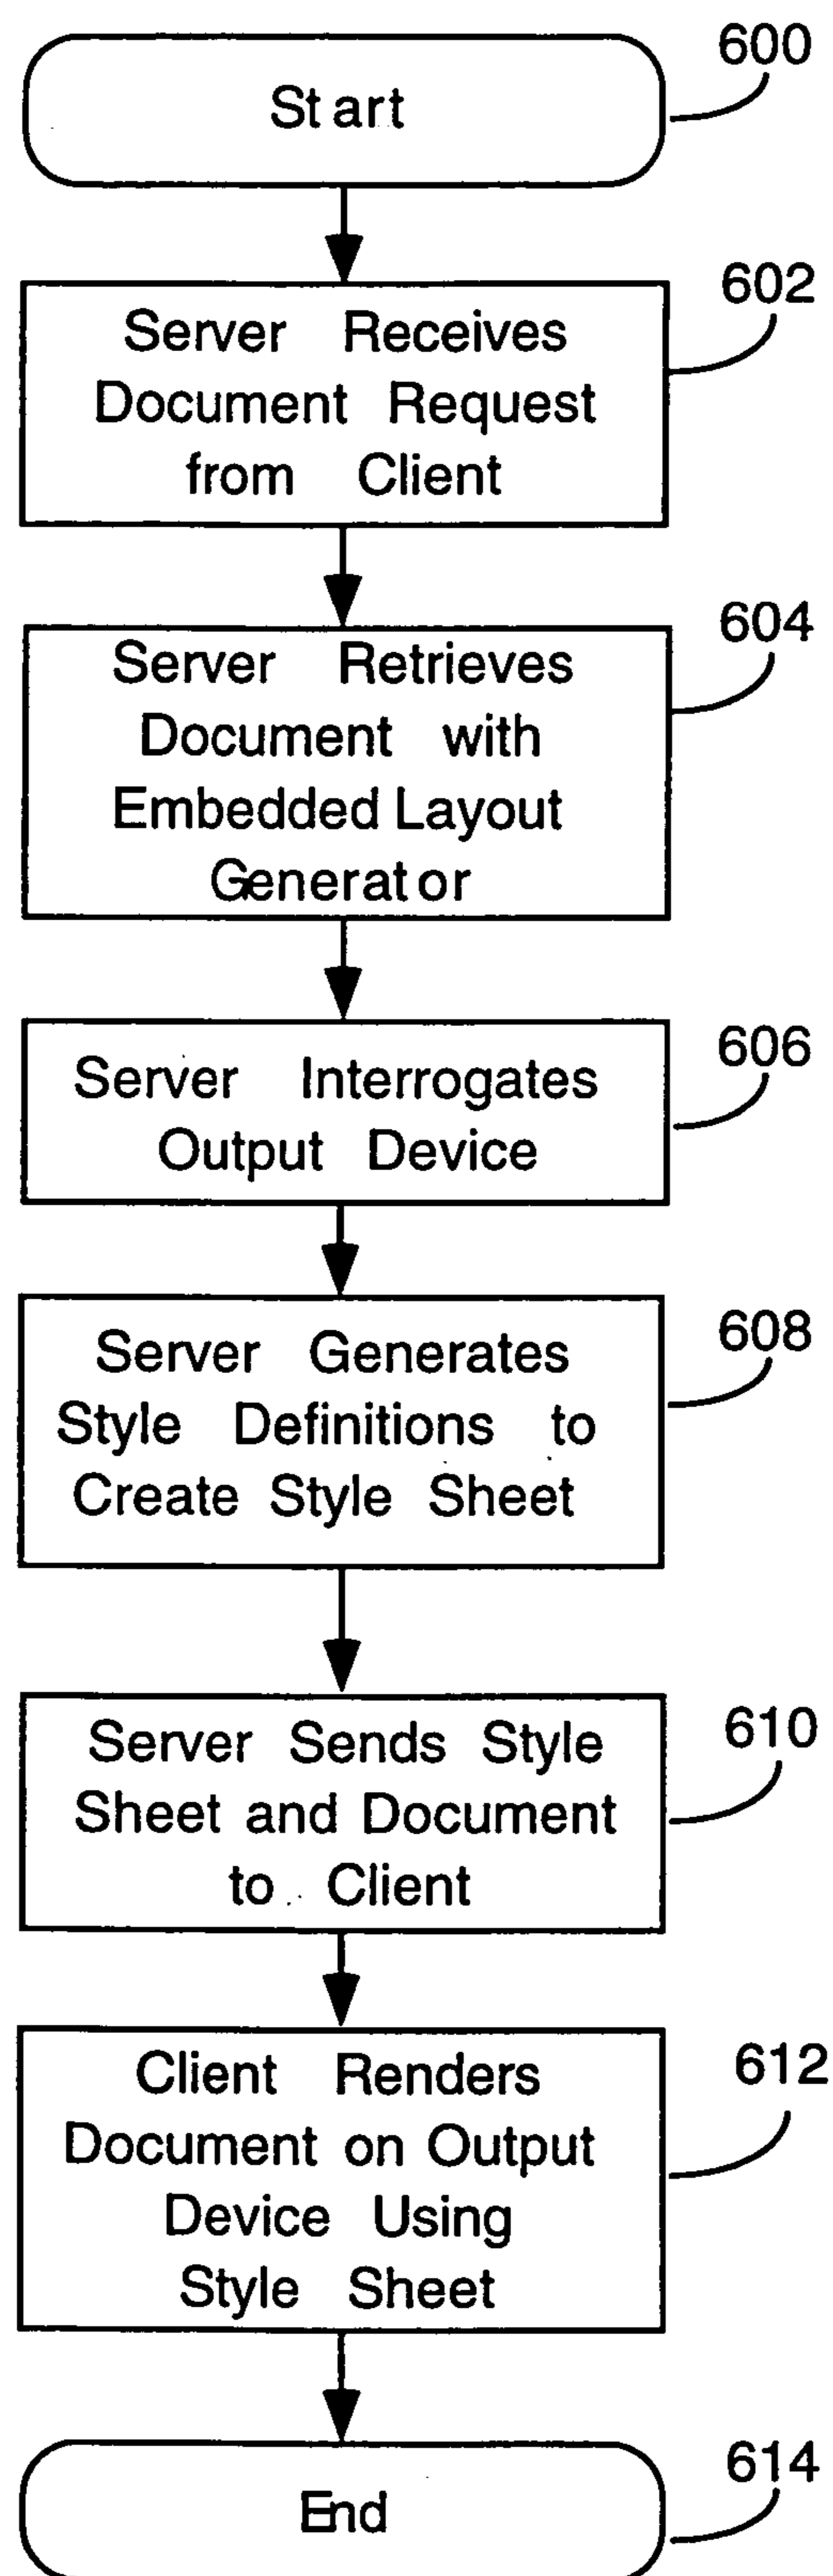 Start
600
Server Receives
Document Request
from Client
602
Server Retrieves
Document with
Embedded Layout
Generator
604
Server Interrogates
Output Device
606
Server Generates
Style Definitions to
Create Style Sheet
608
Server Sends Style
Sheet and Document
to Client
610
Client Renders
Document on Output
Device Using
Style Sheet
612
End
614